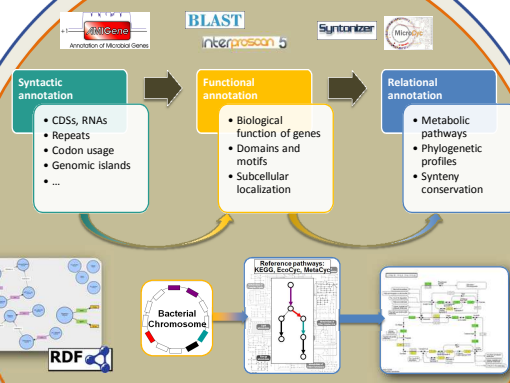 AMIGene
Annotation of Microbial Genes
BLAST
interproscan 5
Syntonizer
MicroCyc
Syntactic
annotation
• CDSs, RNAs
• Repeats
• Codon usage
• Genomic islands
• ...
Functional
annotation
• Biological
function of genes
• Domains and
motifs
• Subcellular
localization
Relational
annotation
• Metabolic
pathways
• Phylogenetic
profiles
• Synteny
conservation
RDF
Bacterial
Chromosome
Reference pathways:
KEGG, EcoCyc, MetaCyc